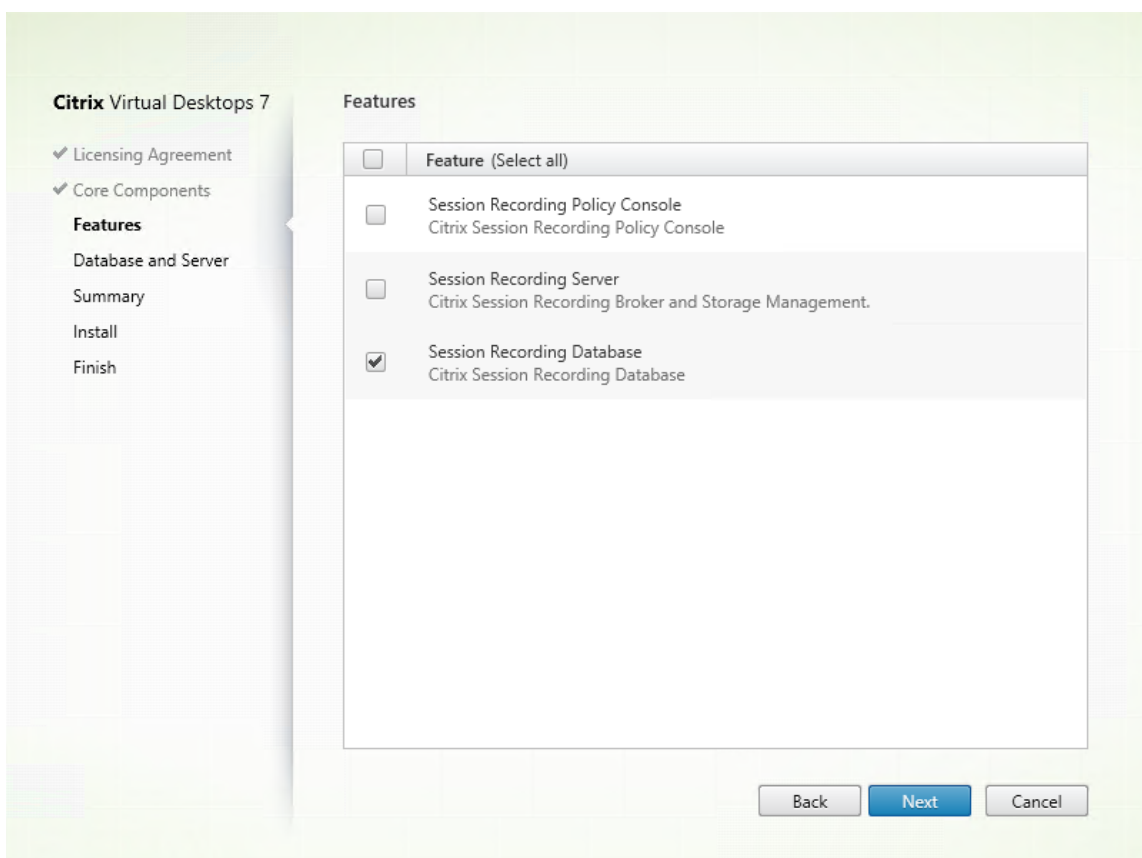 Citrix Virtual Desktops 7
Licensing Agreement
Core Components
Features
Database and Server
Summary
Install
Finish
Features
Feature (Select all)
Session Recording Policy Console
Citrix Session Recording Policy Console
Session Recording Server
Citrix Session Recording Broker and Storage Management.
Session Recording Database
Citrix Session Recording Database
Back
Next
Cancel